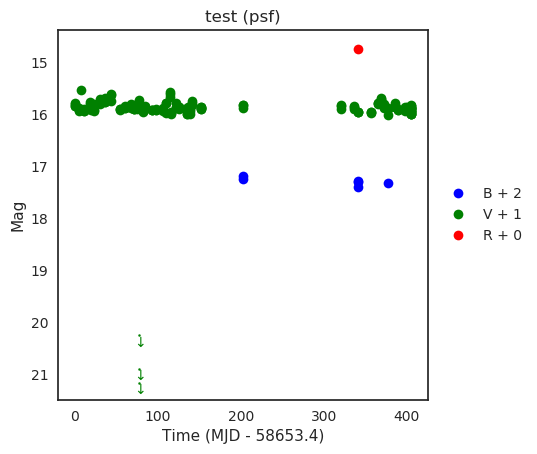 test (psf)
15
16
17
18
19
20
21
Mag
0
100
200
300
400
Time (MJD - 58653.4)
B + 2
V + 1
R + 0